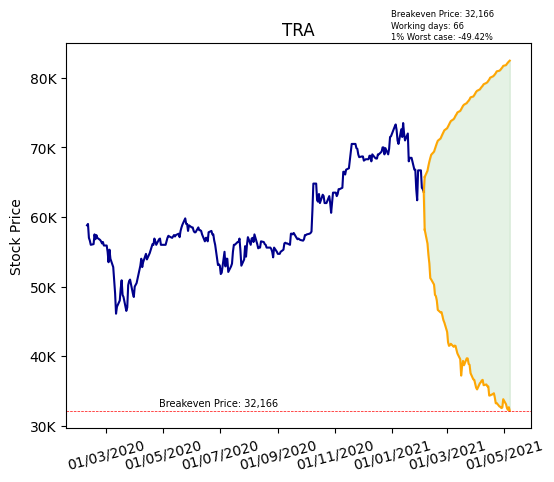 Breakeven Price: 32,166
Working days: 66
1% Worst case: -49.42%
TRA
Stock Price
80K
70K
60K
50K
40K
30K
Breakeven Price: 32,166
01/03/2020
01/05/2020
01/07/2020
01/09/2020
01/11/2020
01/01/2021
01/03/2021
01/05/2021